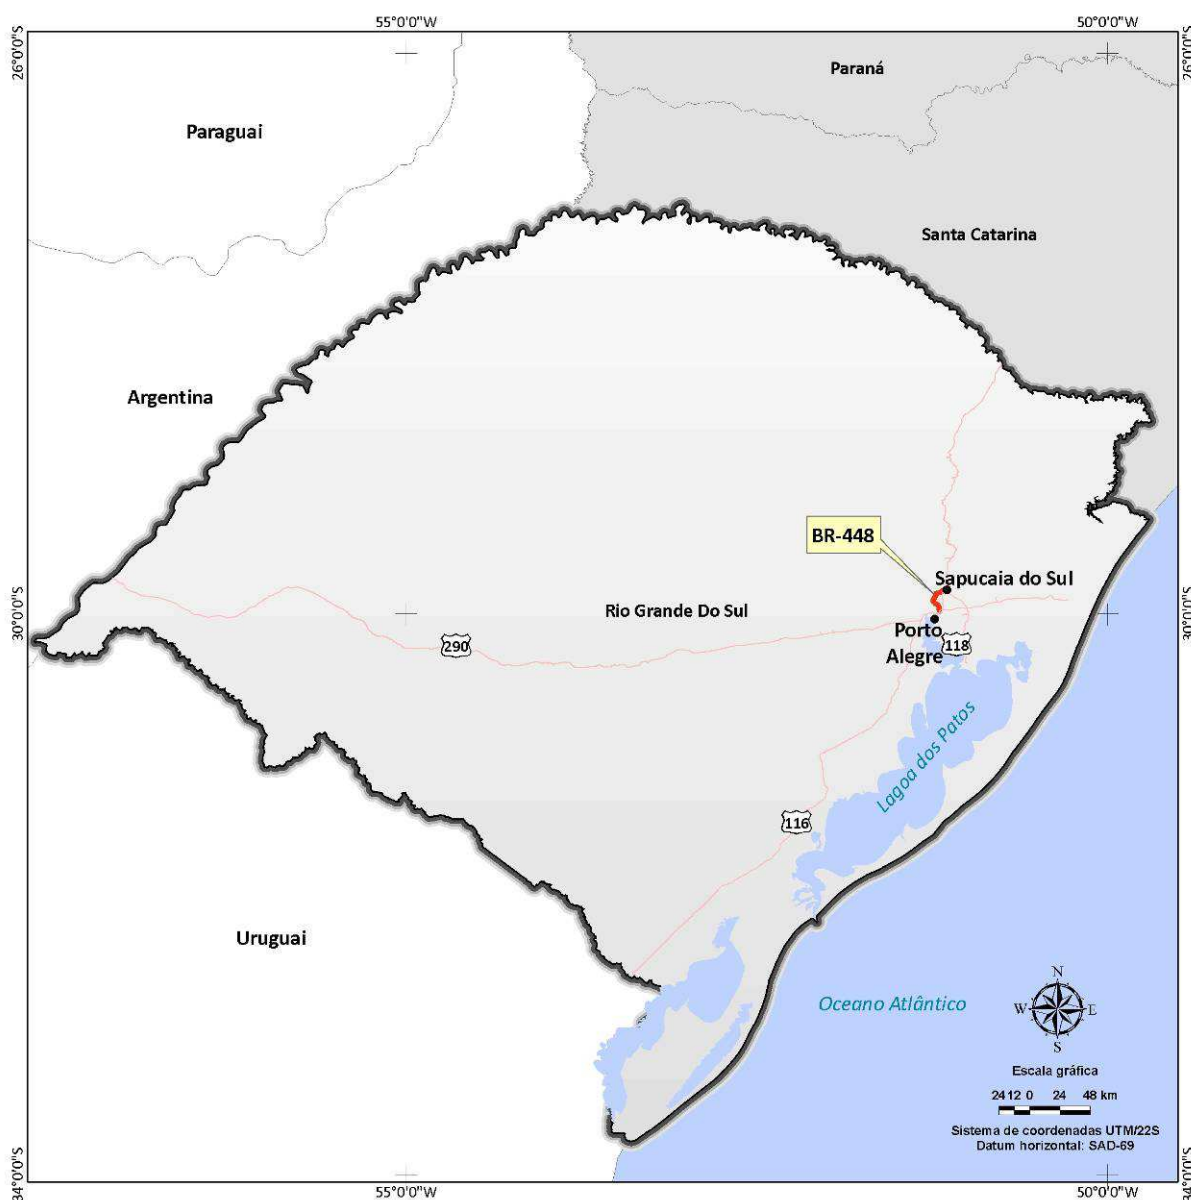 55°0'0"W
50°0'0"W
26°0'0"S
26°0'0"S
Paraná
Paraguai
Santa Catarina
Argentina
BR-448
Sapucaia do Sul
Rio Grande Do Sul
30°0'0"S
30°0'0"S
Porto
Alegre
118
290
Lagoa dos Patos
116
Uruguai
Oceano Atlântico
N
W
E
S
Escala gráfica
24 12 0 24 48 km
Sistema de coordenadas UTM/22S
Datum horizontal: SAD-69
34°0'0"S
34°0'0"S
55°0'0"W
50°0'0"W